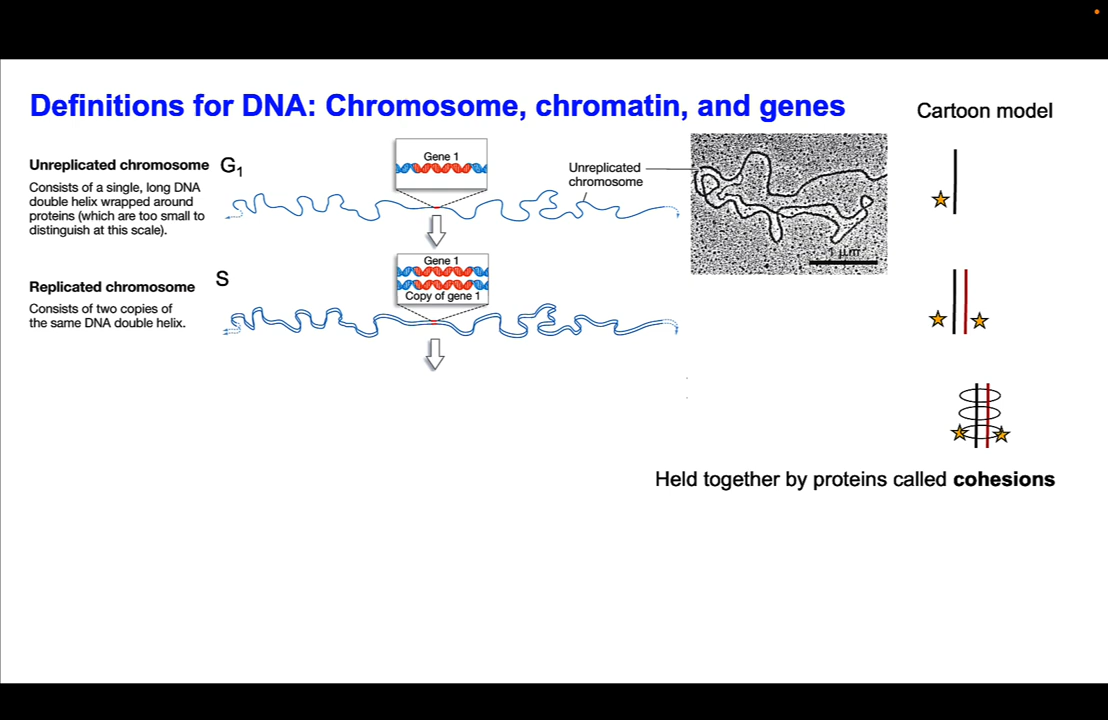 Definitions for DNA: Chromosome, chromatin, and genes
Cartoon model
Unreplicated chromosome G1
Consists of a single, long DNA
double helix wrapped around
proteins (which are too small to
distinguish at this scale).
Gene 1
Unreplicated
chromosome
1 µm
Replicated chromosome S
Consists of two copies of
the same DNA double helix.
Gene 1
Copy of gene 1
Held together by proteins called cohesions